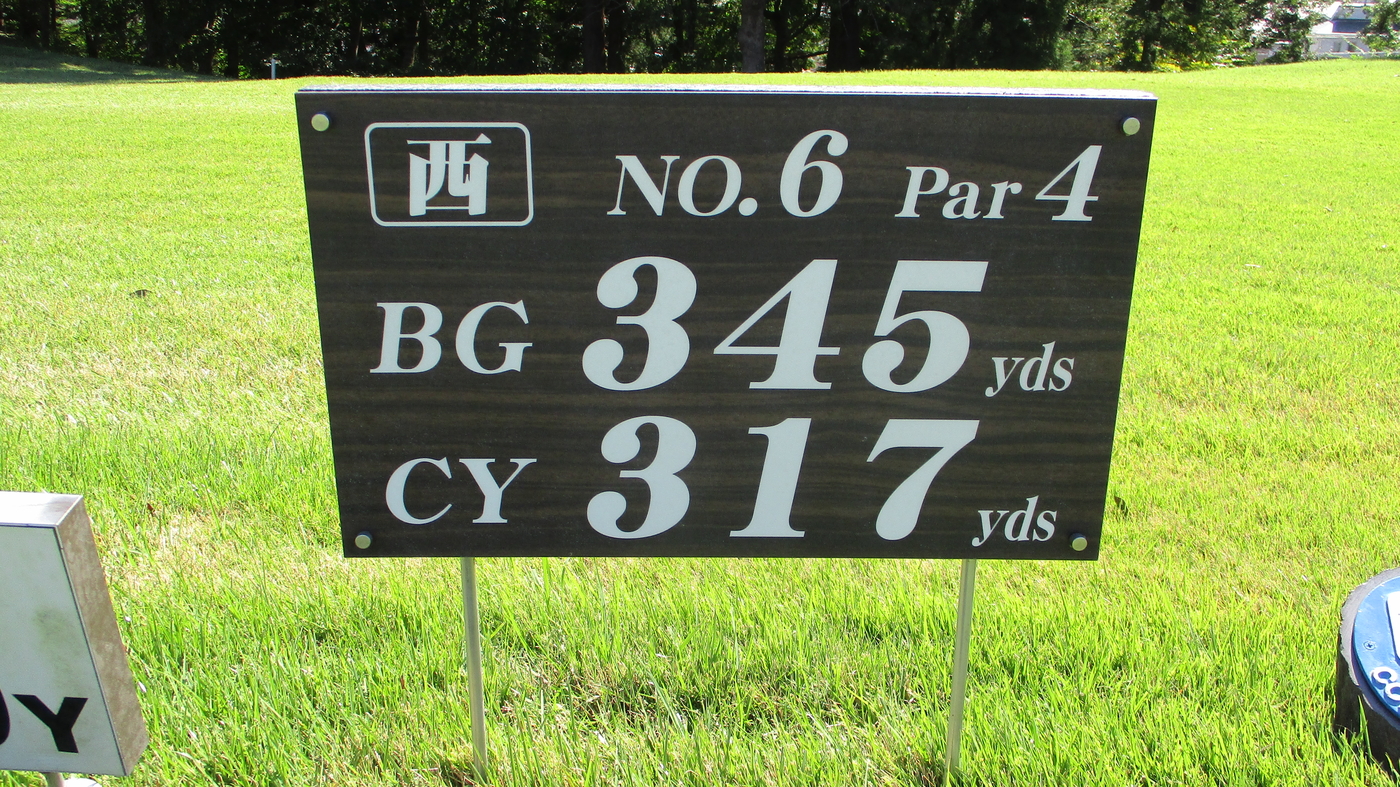 西 NO.6 Par 4
BG 345 yds
CY 317 yds